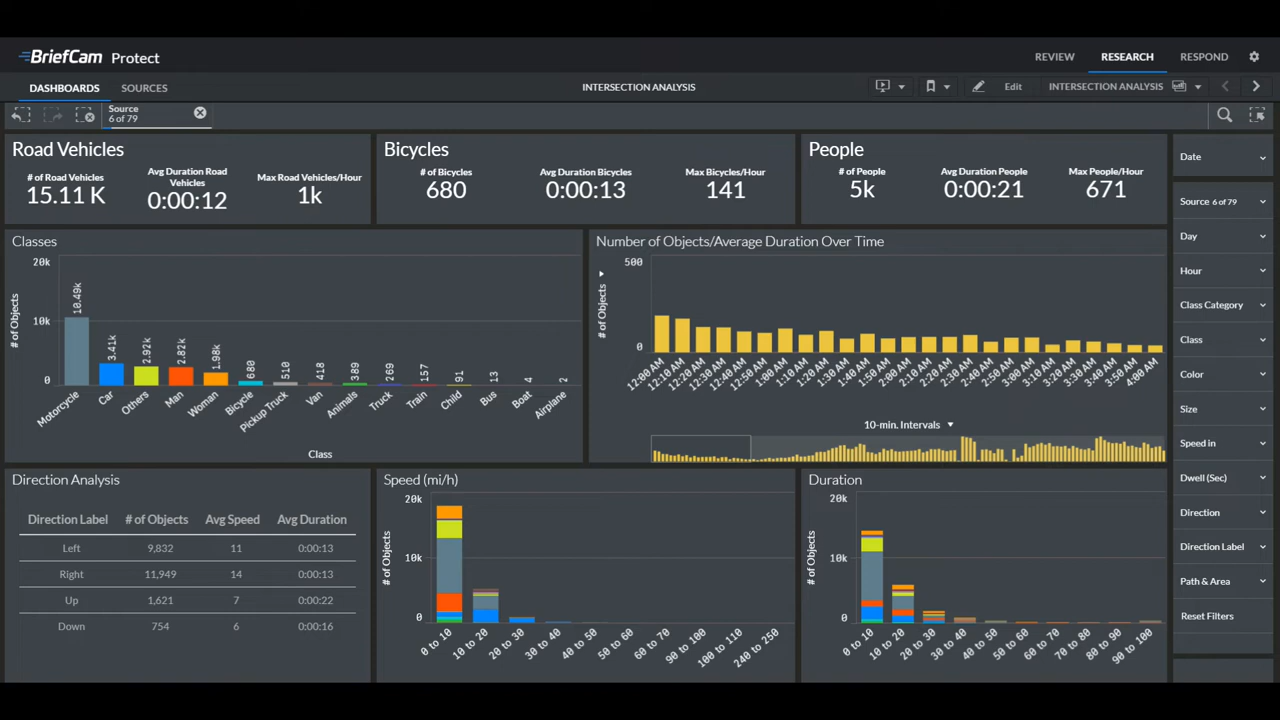 BriefCam Protect
REVIEW RESEARCH RESPOND
DASHBOARDS SOURCES
INTERSECTION ANALYSIS
Edit INTERSECTION ANALYSIS
Source
6 of 79
Road Vehicles
# of Road Vehicles
15.11 K
Avg Duration Road
Vehicles
0:00:12
Max Road Vehicles/Hour
1k
Bicycles
# of Bicycles
680
Avg Duration Bicycles
0:00:13
Max Bicycles/Hour
141
People
# of People
5k
Avg Duration People
0:00:21
Max People/Hour
671
Classes
# of Objects
20k
10k
0
10.49k 3.41k 2.92k 2.82k 1.98k 680 510 418 389 269 157 91 13 4 2
Motorcycle Car Others Man Woman Bicycle Pickup Truck Van Animals Truck Train Child Bus Boat Airplane
Class
Number of Objects/Average Duration Over Time
# of Objects
500
0
12:00 AM 12:10 AM 12:20 AM 12:30 AM 12:40 AM 12:50 AM 1:00 AM 1:10 AM 1:20 AM 1:30 AM 1:40 AM 1:50 AM 2:00 AM 2:10 AM 2:20 AM 2:30 AM 2:40 AM 2:50 AM 3:00 AM 3:10 AM 3:20 AM 3:30 AM 3:40 AM 3:50 AM 4:00 AM
10-min. Intervals
Direction Analysis
Direction Label # of Objects Avg Speed Avg Duration
Left 9,832 11 0:00:13
Right 11,949 14 0:00:13
Up 1,621 7 0:00:22
Down 754 6 0:00:16
Speed (mi/h)
# of Objects
20k
10k
0
0 to 10 10 to 20 20 to 30 30 to 40 40 to 50 50 to 60 60 to 70 90 to 100 100 to 110 240 to 250
Duration
# of Objects
20k
10k
0
0 to 10 10 to 20 20 to 30 30 to 40 40 to 50 50 to 60 60 to 70 70 to 80 80 to 90 90 to 100
Date
Source 6 of 79
Day
Hour
Class Category
Class
Color
Size
Speed in
Dwell (Sec)
Direction
Direction Label
Path & Area
Reset Filters